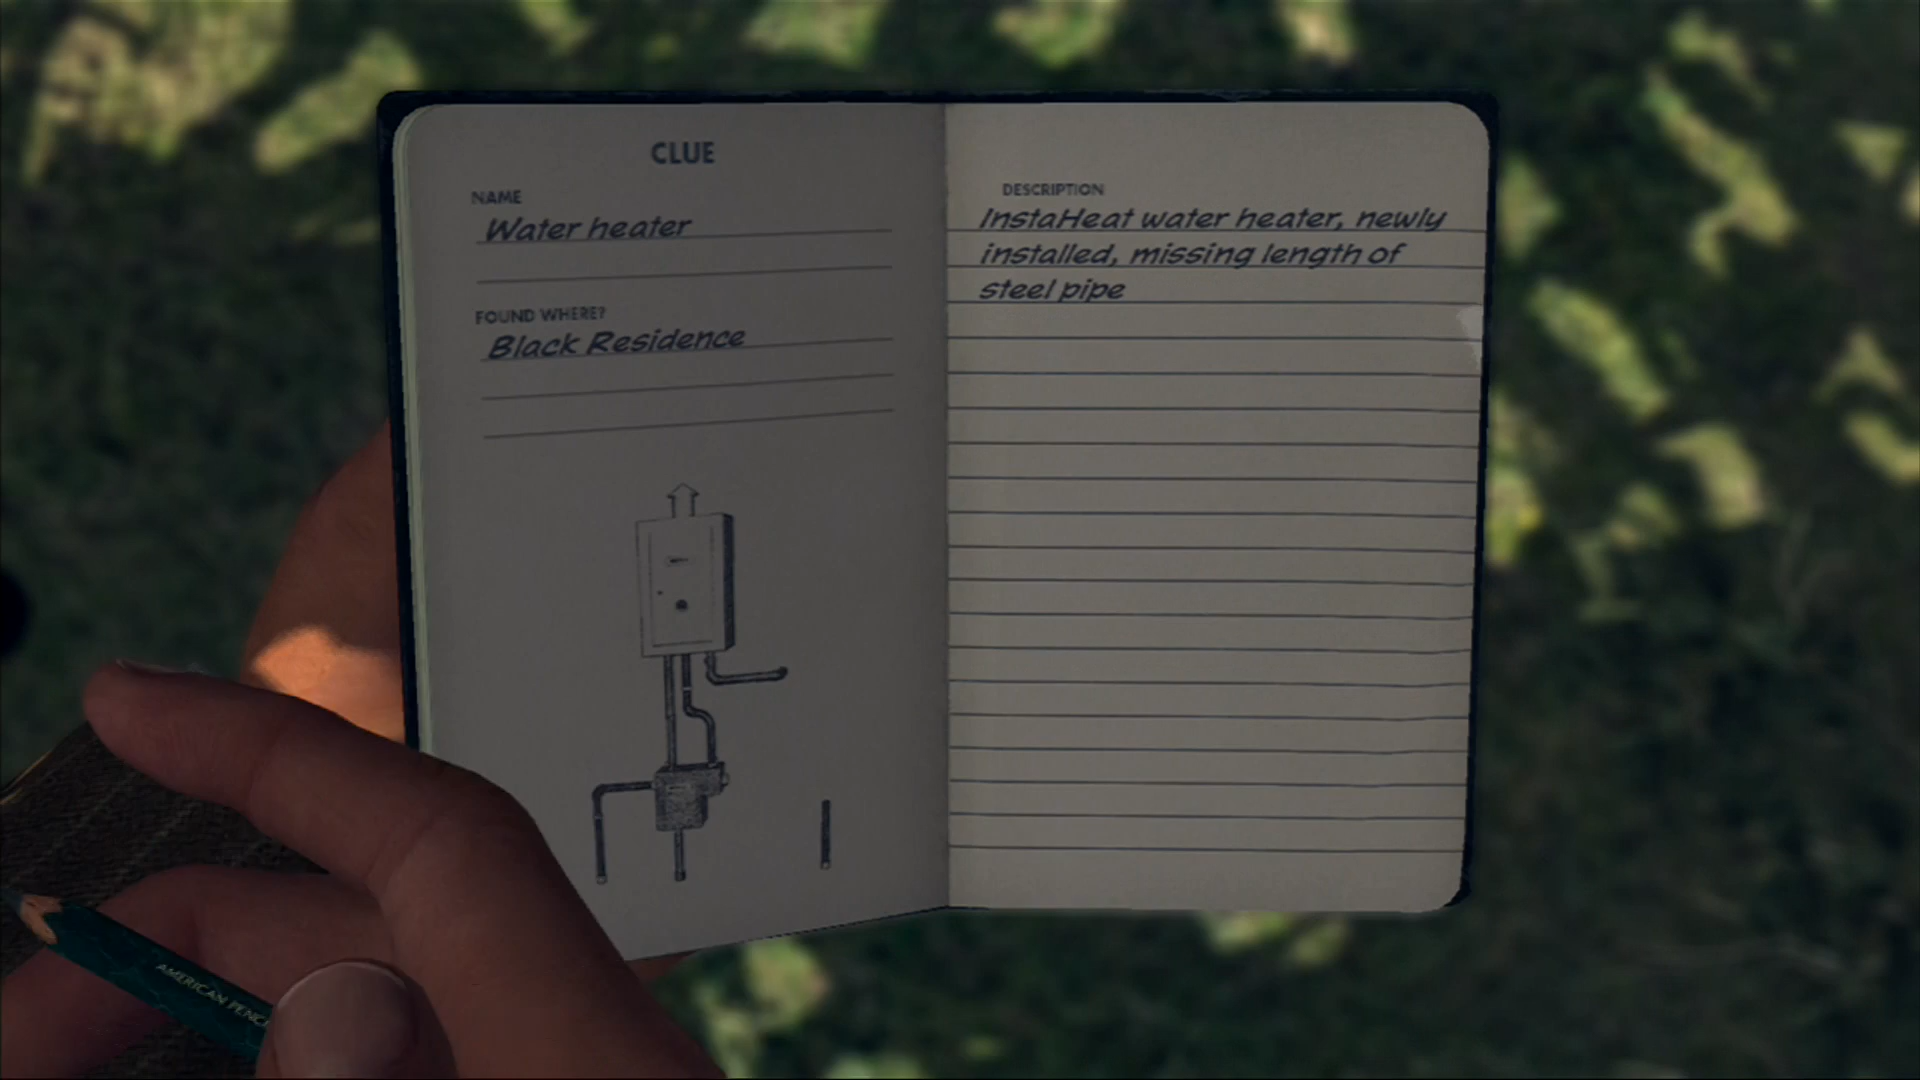 CLUE
NAME
Water heater
FOUND WHERE?
Black Residence
DESCRIPTION
InstaHeat water heater, newly
installed, missing length of
steel pipe
AMERICAN PENCI